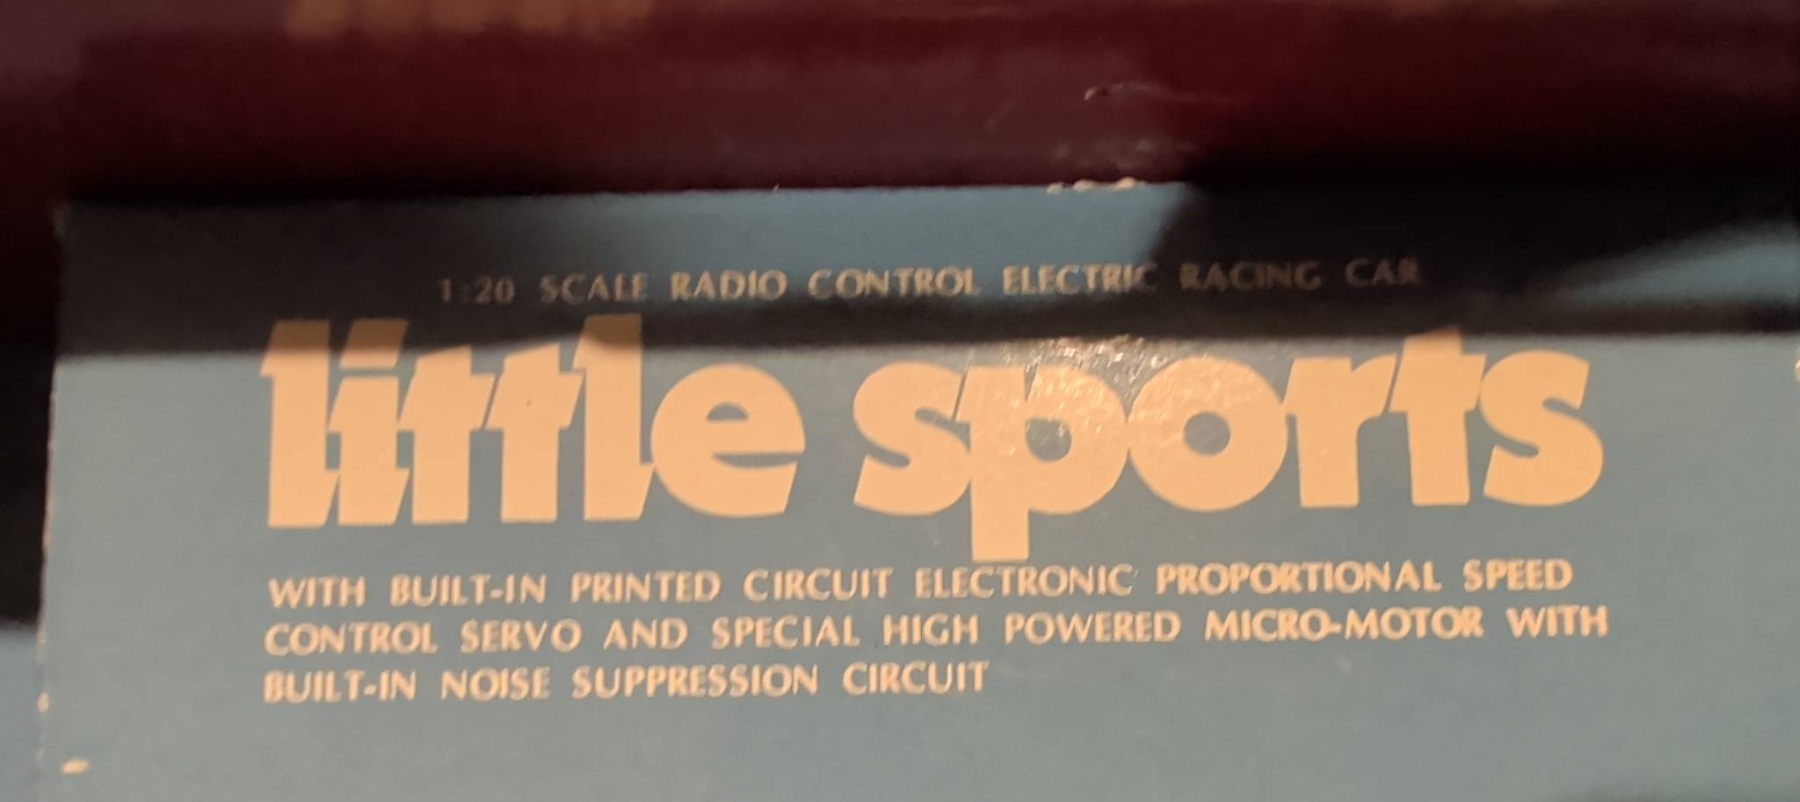 1:20 SCALE RADIO CONTROL ELECTRIC RACING CAR
little sports
WITH BUILT-IN PRINTED CIRCUIT ELECTRONIC PROPORTIONAL SPEED
CONTROL SERVO AND SPECIAL HIGH POWERED MICRO-MOTOR WITH
BUILT-IN NOISE SUPPRESSION CIRCUIT